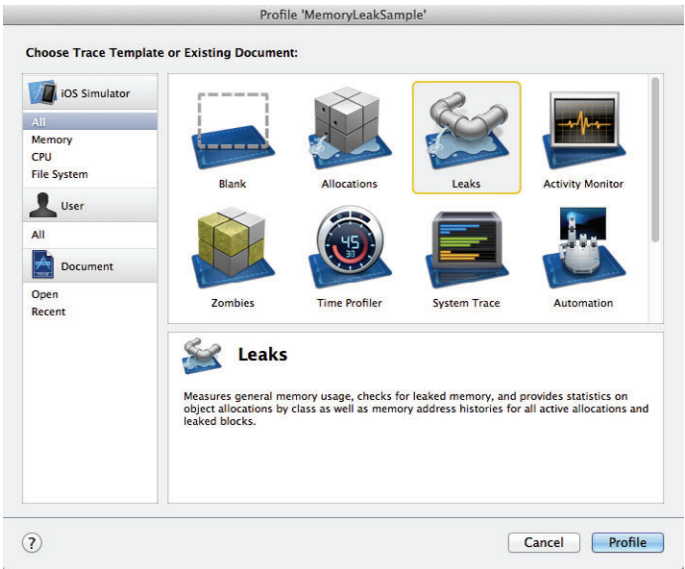 Profile 'MemoryLeakSample'
Choose Trace Template or Existing Document:
iOS Simulator
All
Memory
CPU
File System
User
All
Document
Open
Recent
Blank
Allocations
Leaks
Activity Monitor
45
33
Zombies
Time Profiler
System Trace
Automation
Leaks
Measures general memory usage, checks for leaked memory, and provides statistics on
object allocations by class as well as memory address histories for all active allocations and
leaked blocks.
?
Cancel
Profile